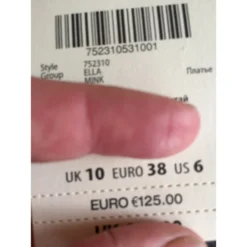 752310531001
Style 752310
Group ELLA Платье
MINK
UK 10 EURO 38 US 6
EURO €125.00